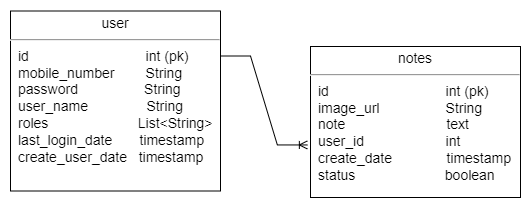 user
id int (pk)
mobile_number String
password String
user_name String
roles List<String>
last_login_date timestamp
create_user_date timestamp
notes
id int (pk)
image_url String
note text
user_id int
create_date timestamp
status boolean